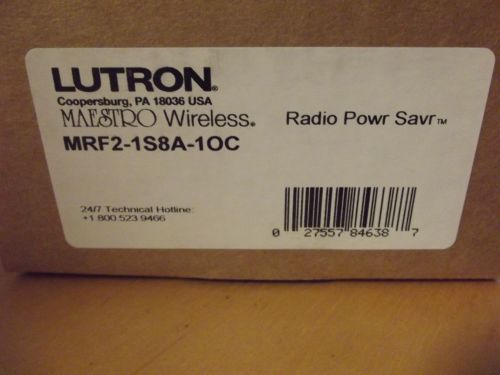 LUTRON®
Coopersburg, PA 18036 USA
MAESTRO Wireless®
Radio Powr Savr™
MRF2-1S8A-1OC
24/7 Technical Hotline:
+1.800.523.9466
0 27557 84638 7